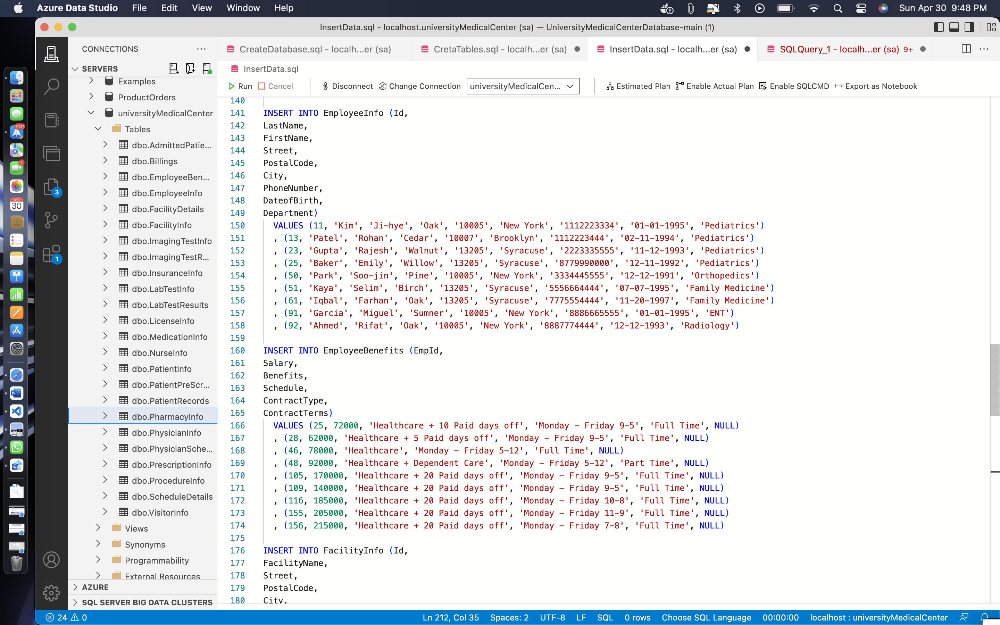 Azure Data Studio File Edit View Window Help Sun Apr 30 9:48 PM
InsertData.sql - localhost.universityMedicalCenter (sa) — UniversityMedicalCenterDatabase-main (1)
CONNECTIONS
CreateDatabase.sql - localh...er (sa) CretaTables.sql - localh...er (sa) InsertData.sql - localh...er (sa) SQLQuery_1 - localh...er (sa) 9+
SERVERS
InsertData.sql
Run Cancel Disconnect Change Connection universityMedicalCen... Estimated Plan Enable Actual Plan Enable SQLCMD Export as Notebook
Examples
ProductOrders
universityMedicalCenter
Tables
dbo.AdmittedPatie...
dbo.Billings
dbo.EmployeeBen...
dbo.EmployeeInfo
dbo.FacilityDetails
dbo.FacilityInfo
dbo.ImagingTestInfo
dbo.ImagingTestR...
dbo.InsuranceInfo
dbo.LabTestInfo
dbo.LabTestResults
dbo.LicenseInfo
dbo.MedicationInfo
dbo.NurseInfo
dbo.PatientInfo
dbo.PatientPreScr...
dbo.PatientRecords
dbo.PharmacyInfo
dbo.PhysicianInfo
dbo.PhysicianSche...
dbo.PrescriptionInfo
dbo.ProcedureInfo
dbo.ScheduleDetails
dbo.VisitorInfo
Views
Synonyms
Programmability
External Resources
AZURE
SQL SERVER BIG DATA CLUSTERS
21227
1
APR
30
3
1
140
141 INSERT INTO EmployeeInfo (Id,
142 LastName,
143 FirstName,
144 Street,
145 PostalCode,
146 City,
147 PhoneNumber,
148 DateofBirth,
149 Department)
150 VALUES (11, 'Kim', 'Ji-hye', 'Oak', '10005', 'New York', '1112223334', '01-01-1995', 'Pediatrics')
151 , (13, 'Patel', 'Rohan', 'Cedar', '10007', 'Brooklyn', '1112223444', '02-11-1994', 'Pediatrics')
152 , (23, 'Gupta', 'Rajesh', 'Walnut', '13205', 'Syracuse', '2223335555', '11-12-1993', 'Pediatrics')
153 , (25, 'Baker', 'Emily', 'Willow', '13205', 'Syracuse', '8779990000', '12-11-1992', 'Pediatrics')
154 , (50, 'Park', 'Soo-jin', 'Pine', '10005', 'New York', '3334445555', '12-12-1991', 'Orthopedics')
155 , (51, 'Kaya', 'Selim', 'Birch', '13205', 'Syracuse', '5556664444', '07-07-1995', 'Family Medicine')
156 , (61, 'Iqbal', 'Farhan', 'Oak', '13205', 'Syracuse', '7775554444', '11-20-1997', 'Family Medicine')
157 , (91, 'Garcia', 'Miguel', 'Sumner', '10005', 'New York', '8886665555', '01-01-1995', 'ENT')
158 , (92, 'Ahmed', 'Rifat', 'Oak', '10005', 'New York', '8887774444', '12-12-1993', 'Radiology')
159
160 INSERT INTO EmployeeBenefits (EmpId,
161 Salary,
162 Benefits,
163 Schedule,
164 ContractType,
165 ContractTerms)
166 VALUES (25, 72000, 'Healthcare + 10 Paid days off', 'Monday - Friday 9-5', 'Full Time', NULL)
167 , (28, 62000, 'Healthcare + 5 Paid days off', 'Monday - Friday 9-5', 'Full Time', NULL)
168 , (46, 78000, 'Healthcare', 'Monday - Friday 5-12', 'Full Time', NULL)
169 , (48, 92000, 'Healthcare + Dependent Care', 'Monday - Friday 5-12', 'Part Time', NULL)
170 , (105, 170000, 'Healthcare + 20 Paid days off', 'Monday - Friday 9-5', 'Full Time', NULL)
171 , (109, 140000, 'Healthcare + 20 Paid days off', 'Monday - Friday 9-5', 'Full Time', NULL)
172 , (116, 185000, 'Healthcare + 20 Paid days off', 'Monday - Friday 10-8', 'Full Time', NULL)
173 , (155, 205000, 'Healthcare + 20 Paid days off', 'Monday - Friday 11-9', 'Full Time', NULL)
174 , (156, 215000, 'Healthcare + 20 Paid days off', 'Monday - Friday 7-8', 'Full Time', NULL)
175
176 INSERT INTO FacilityInfo (Id,
177 FacilityName,
178 Street,
179 PostalCode,
180 City,
24 0 Ln 212, Col 35 Spaces: 2 UTF-8 LF SQL 0 rows Choose SQL Language 00:00:00 localhost : universityMedicalCenter